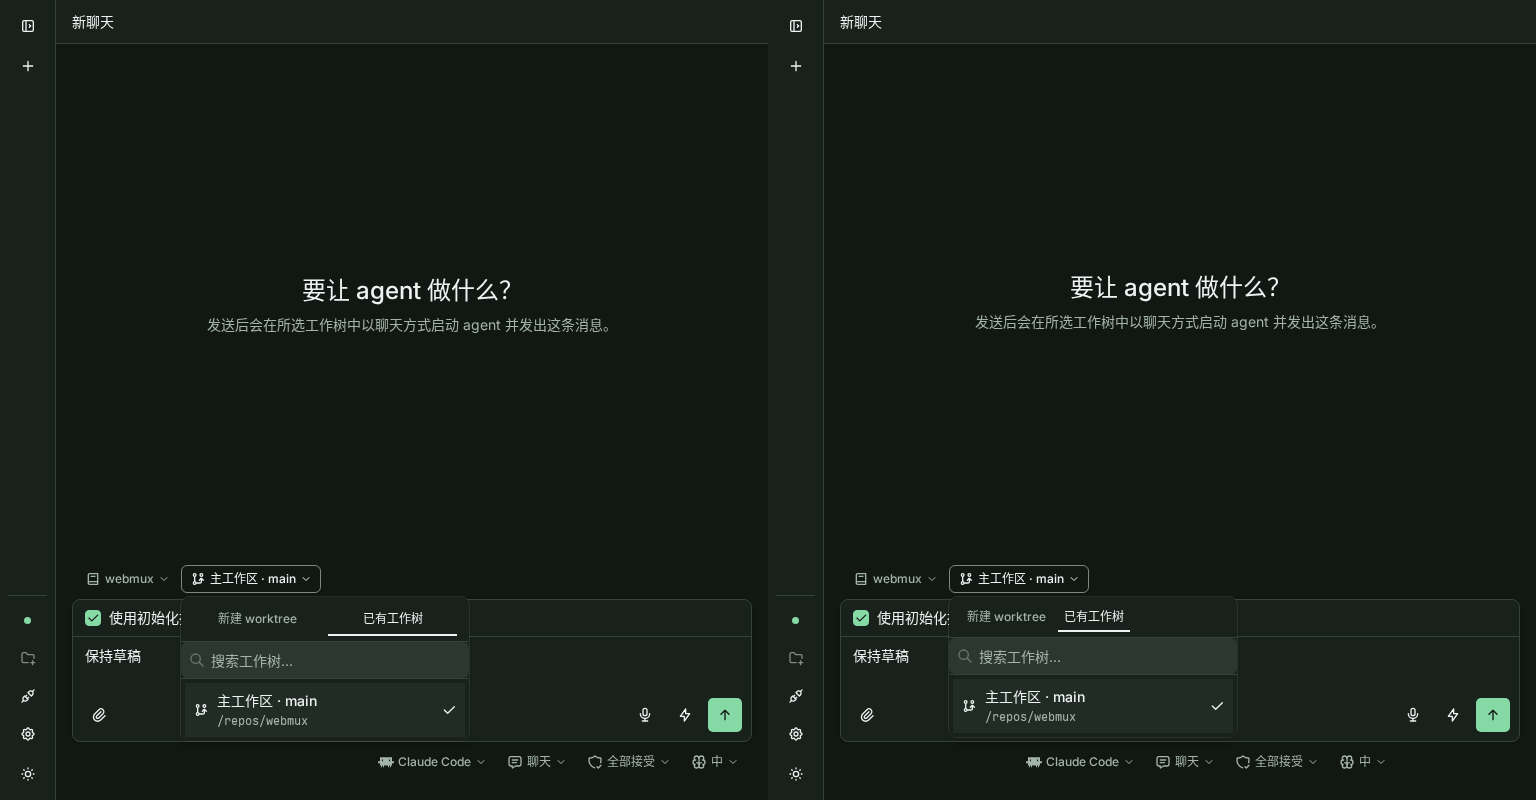 新聊天
要让 agent 做什么?
发送后会在所选工作树中以聊天方式启动 agent 并发出这条消息。
webmux
主工作区 · main
使用初始化
新建 worktree
已有工作树
保持草稿
搜索工作树...
主工作区 · main
/repos/webmux
Claude Code
聊天
全部接受
中
新聊天
要让 agent 做什么?
发送后会在所选工作树中以聊天方式启动 agent 并发出这条消息。
webmux
主工作区 · main
使用初始化
新建 worktree
已有工作树
保持草稿
搜索工作树...
主工作区 · main
/repos/webmux
Claude Code
聊天
全部接受
中